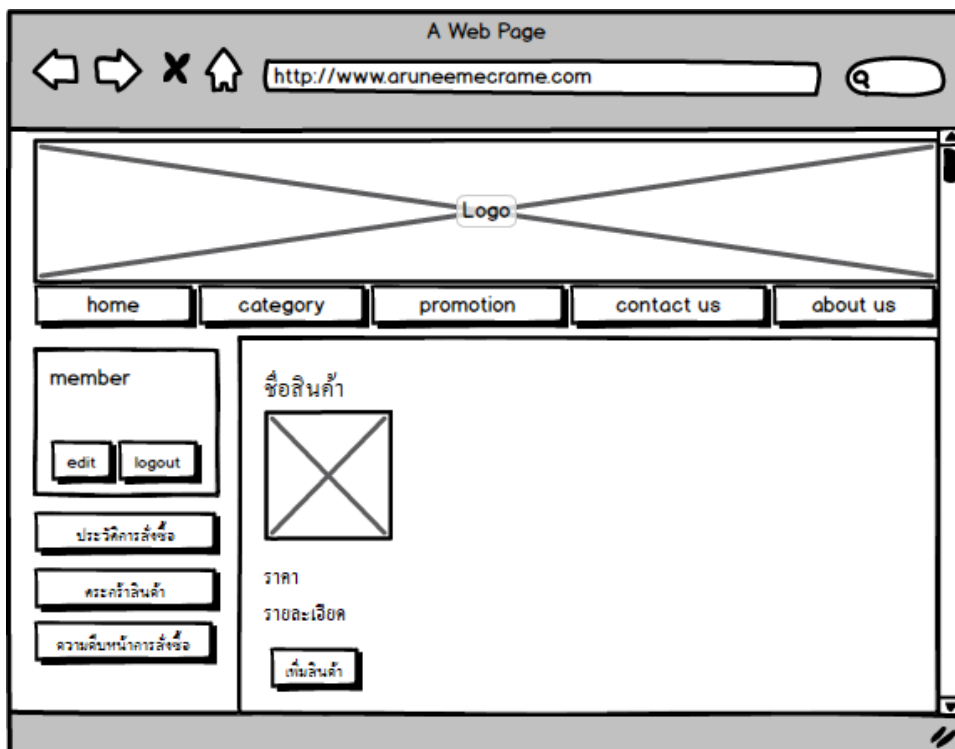 A Web Page
http://www.aruneemecrame.com
Logo
home
category
promotion
contact us
about us
member
edit
logout
ประวัติการสั่งซื้อ
ตระกร้าสินค้า
ความคืบหน้าการสั่งซื้อ
ชื่อสินค้า
ราคา
รายละเอียด
เพิ่มสินค้า